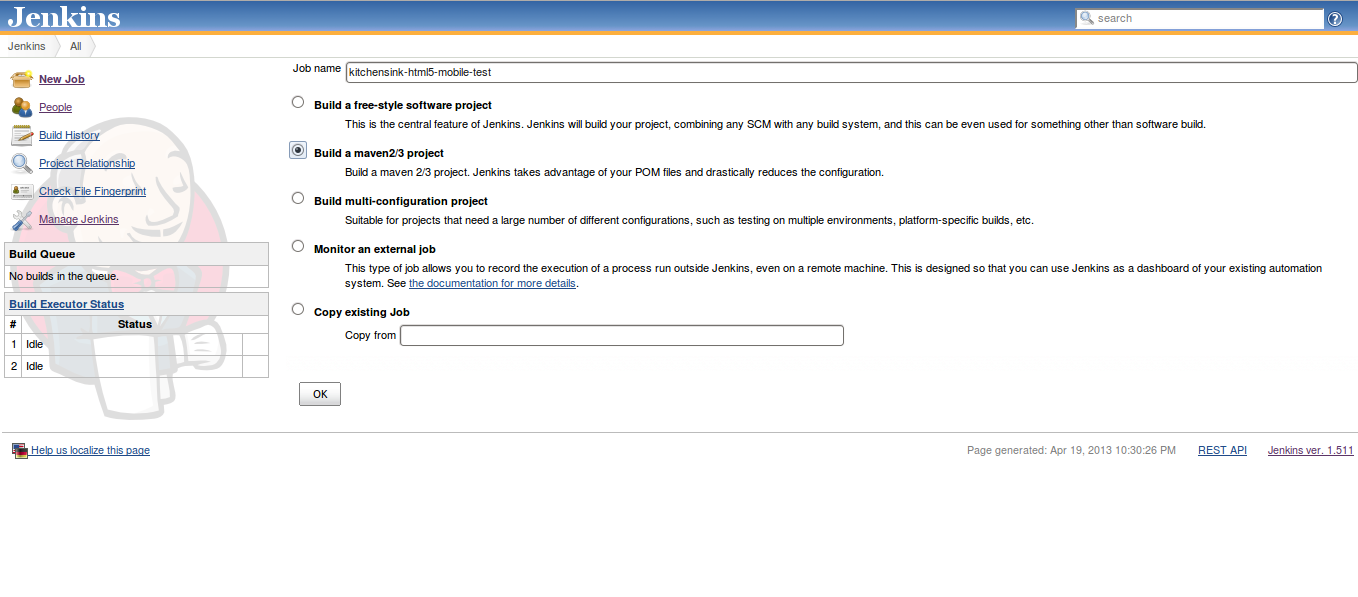 Jenkins
search
Jenkins
All
New Job
People
Build History
Project Relationship
Check File Fingerprint
Manage Jenkins
Build Queue
No builds in the queue.
Build Executor Status
# Status
1 Idle
2 Idle
Job name kitchensink-html5-mobile-test
Build a free-style software project
This is the central feature of Jenkins. Jenkins will build your project, combining any SCM with any build system, and this can be even used for something other than software build.
Build a maven2/3 project
Build a maven 2/3 project. Jenkins takes advantage of your POM files and drastically reduces the configuration.
Build multi-configuration project
Suitable for projects that need a large number of different configurations, such as testing on multiple environments, platform-specific builds, etc.
Monitor an external job
This type of job allows you to record the execution of a process run outside Jenkins, even on a remote machine. This is designed so that you can use Jenkins as a dashboard of your existing automation
system. See the documentation for more details.
Copy existing Job
Copy from
OK
Help us localize this page
Page generated: Apr 19, 2013 10:30:26 PM
REST API
Jenkins ver. 1.511